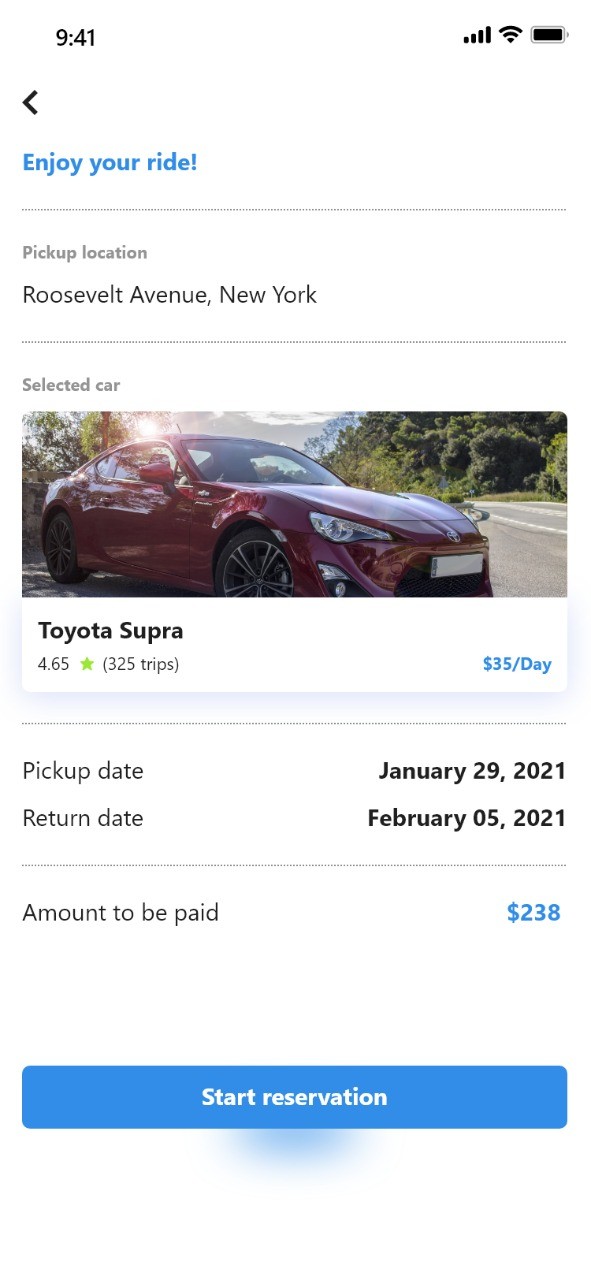 9:41
Enjoy your ride!
Pickup location
Roosevelt Avenue, New York
Selected car
Toyota Supra
4.65 ★ (325 trips) $35/Day
Pickup date January 29, 2021
Return date February 05, 2021
Amount to be paid $238
Start reservation